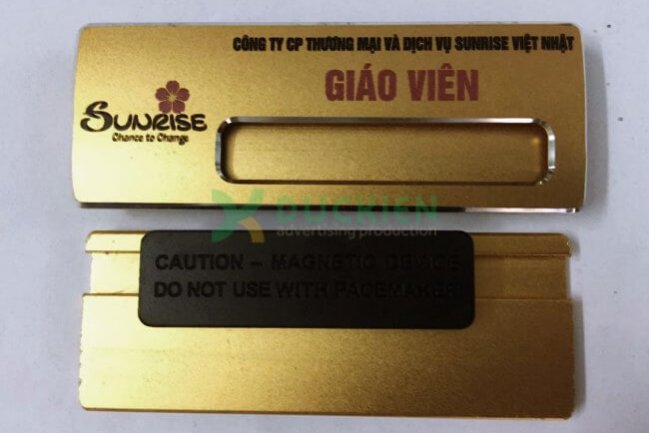 CÔNG TY CP THƯƠNG MẠI VÀ DỊCH VỤ SUNRISE VIỆT NHẬT
GIÁO VIÊN
SUNRISE
Chance to Change
DUCKIEN
advertising production
CAUTION – MAGNETIC DEVICE
DO NOT USE WITH PACEMAKER